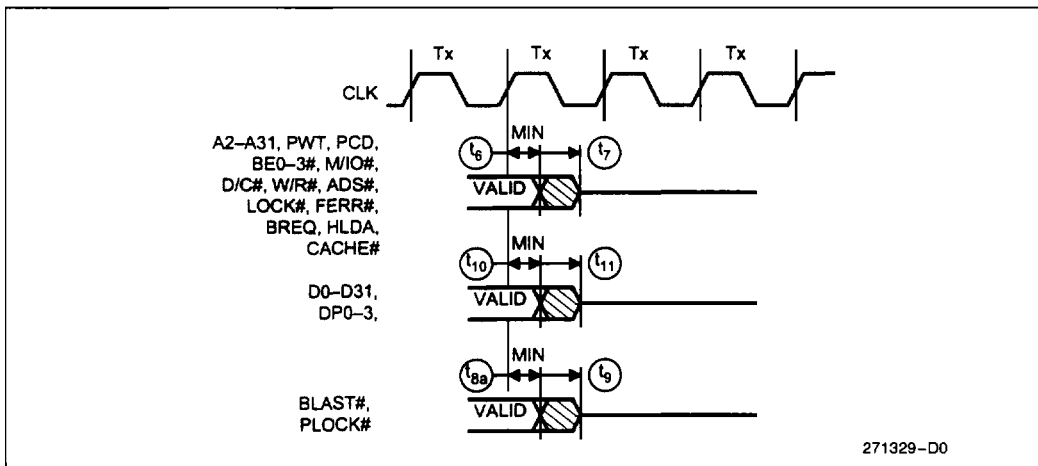 Tx Tx Tx Tx
CLK
A2–A31, PWT, PCD,
BE0–3#, M/IO#,
D/C#, W/R#, ADS#,
LOCK#, FERR#,
BREQ, HLDA,
CACHE#
t6 MIN t7
VALID
D0–D31,
DP0–3,
t10 MIN t11
VALID
BLAST#,
PLOCK#
t8a MIN t9
VALID
271329–D0